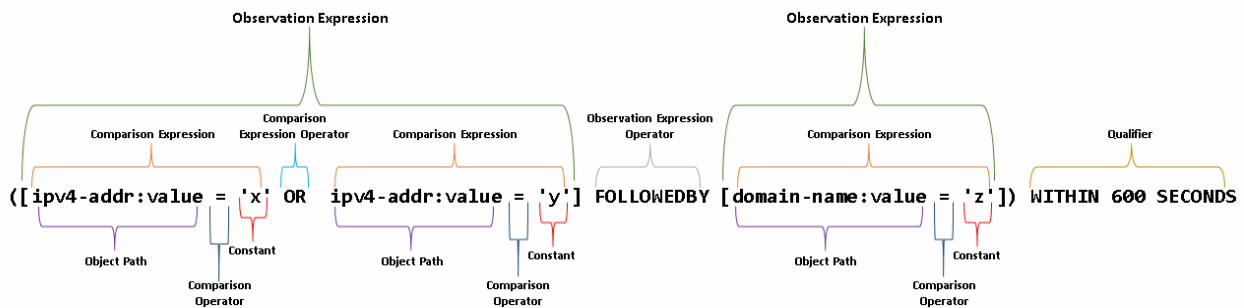 Observation Expression
Observation Expression
Comparison Expression
Comparison
Expression Operator
Comparison Expression
Observation Expression
Operator
Comparison Expression
Qualifier
([ipv4-addr:value = 'x' OR ipv4-addr:value = 'y'] FOLLOWEDBY [domain-name:value = 'z']) WITHIN 600 SECONDS
Object Path
Constant
Comparison
Operator
Object Path
Constant
Comparison
Operator
Object Path
Constant
Comparison
Operator